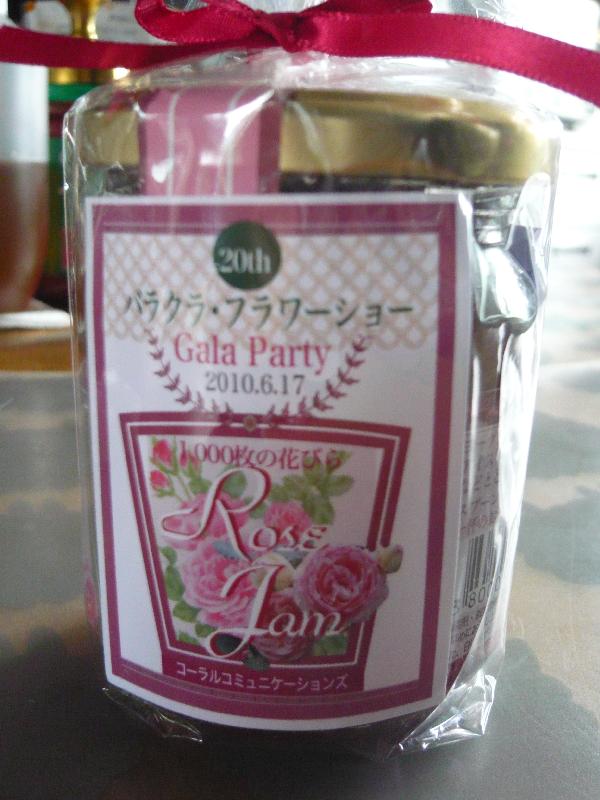 20th
バラクラ・フラワーショー
Gala Party
2010.6.17
1,000枚の花びら
Rose
Jam
コーラルコミュニケーションズ